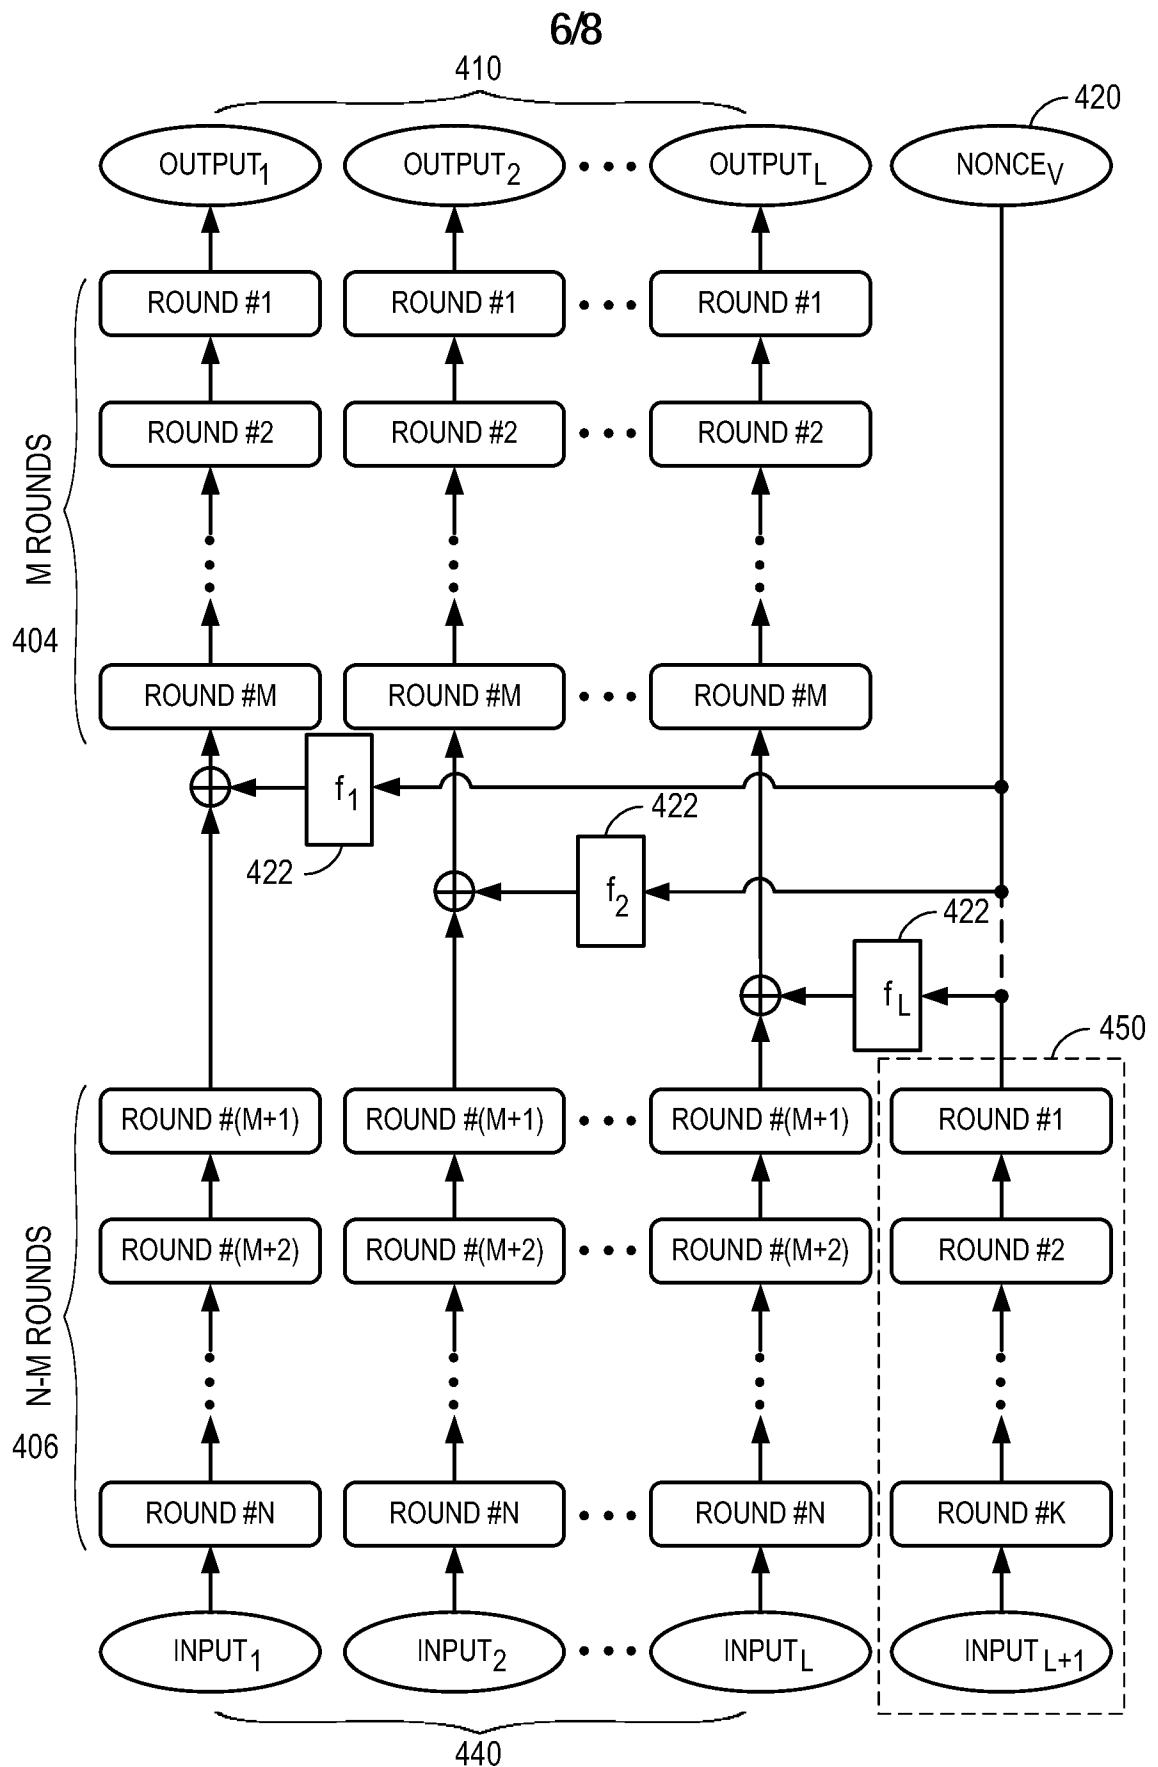 6/8
410
420
OUTPUT1 OUTPUT2 OUTPUTL NONCEV
ROUND #1 ROUND #1 ROUND #1
ROUND #2 ROUND #2 ROUND #2
M ROUNDS
404
ROUND #M ROUND #M ROUND #M
f1
422
422
f2
422
fL
450
ROUND #(M+1) ROUND #(M+1) ROUND #(M+1) ROUND #1
ROUND #(M+2) ROUND #(M+2) ROUND #(M+2) ROUND #2
N-M ROUNDS
406
ROUND #N ROUND #N ROUND #N ROUND #K
INPUT1 INPUT2 INPUTL INPUTL+1
440